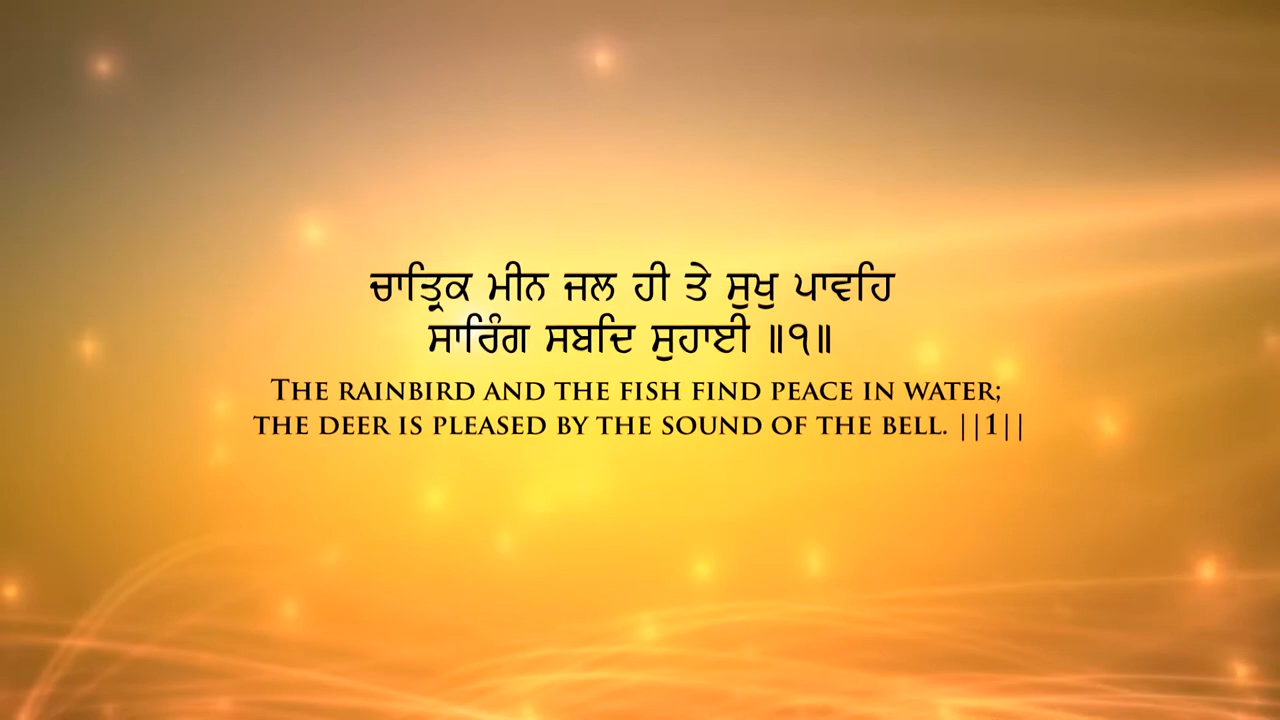 ਚਾਤ੍ਰਿਕ ਮੀਨ ਜਲ ਹੀ ਤੇ ਸੁਖੁ ਪਾਵਹਿ
ਸਾਰਿੰਗ ਸਬਦਿ ਸੁਹਾਈ ॥੧॥
The rainbird and the fish find peace in water;
the deer is pleased by the sound of the bell. ||1||